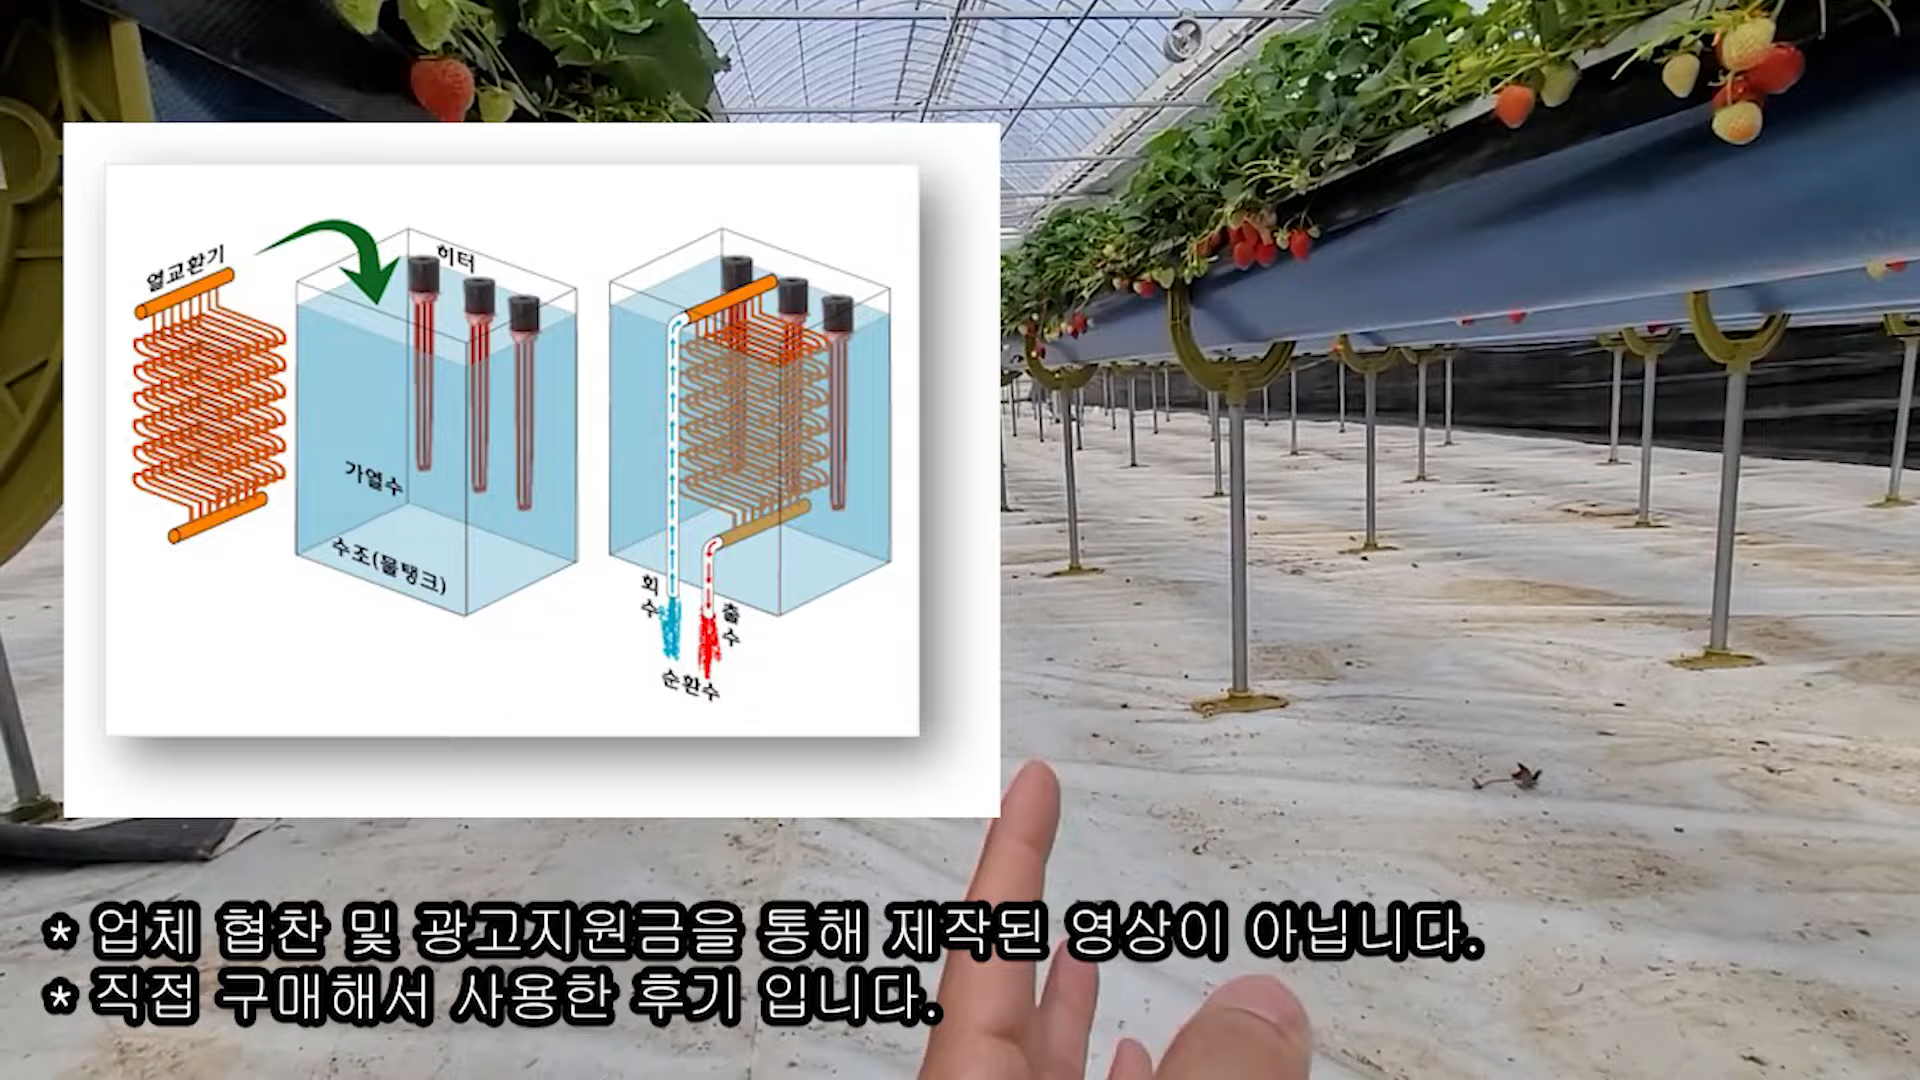 열교환기
히터
가열수
수조(물탱크)
회수
출수
순환수
* 업체 협찬 및 광고지원금을 통해 제작된 영상이 아닙니다.
* 직접 구매해서 사용한 후기 입니다.